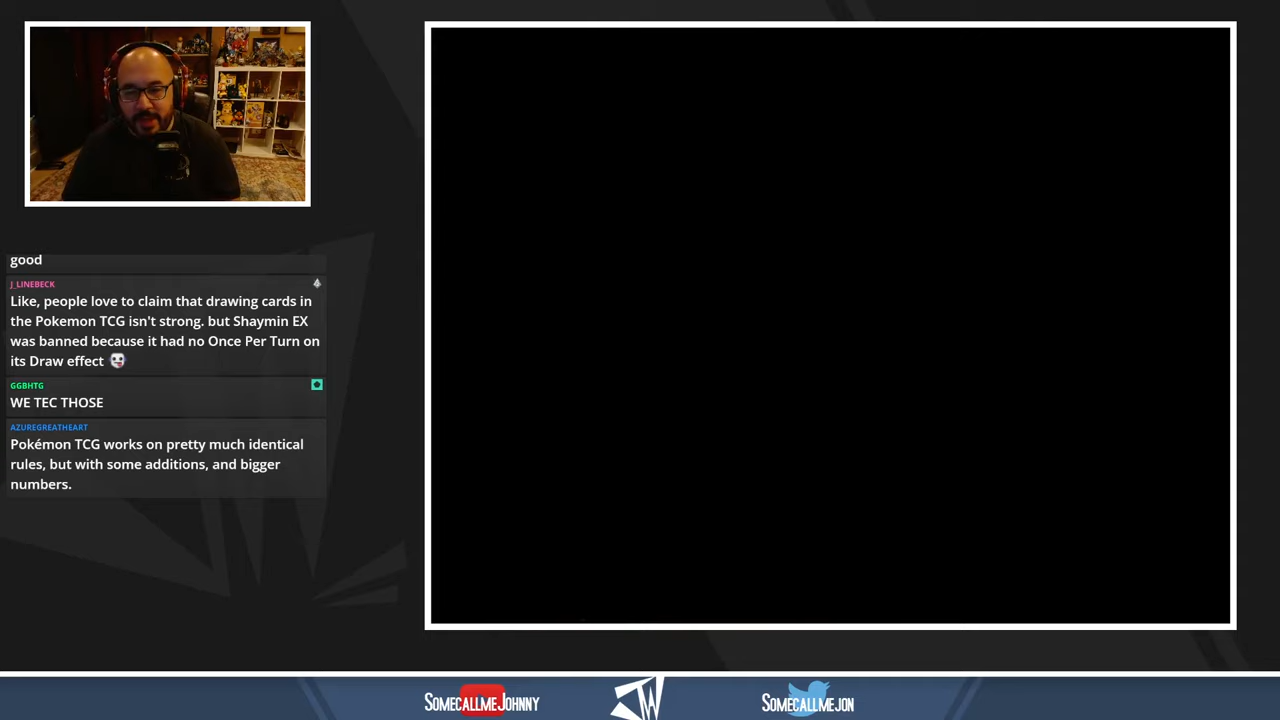 good
J_LINEBECK
Like, people love to claim that drawing cards in
the Pokemon TCG isn't strong. but Shaymin EX
was banned because it had no Once Per Turn on
its Draw effect
GGBHTG
WE TEC THOSE
AZUREGREATHEART
Pokémon TCG works on pretty much identical
rules, but with some additions, and bigger
numbers.
SOMECALLMEJOHNNY
SOMECALLMEJON